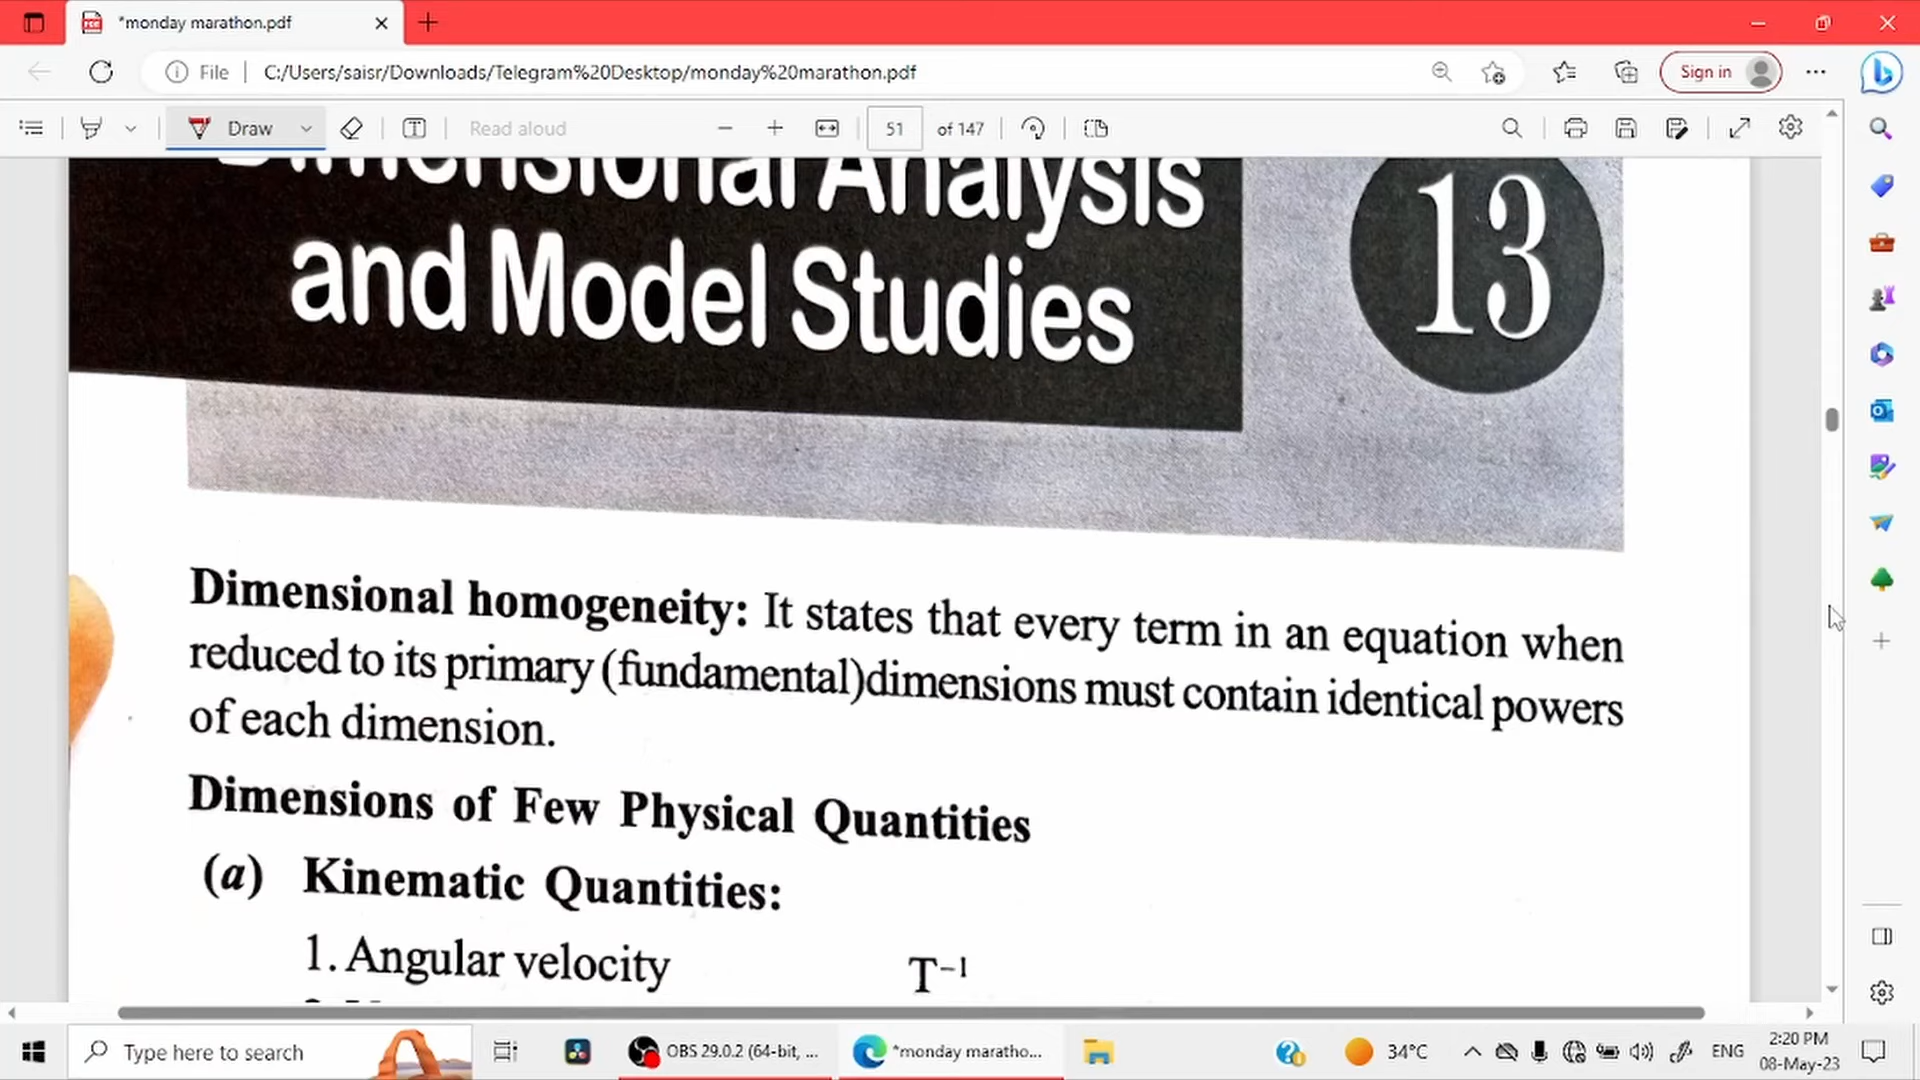 *monday marathon.pdf
File
C:/Users/saisr/Downloads/Telegram%20Desktop/monday%20marathon.pdf
Sign in
Draw
Read aloud
51
of 147
Dimensional Analysis
and Model Studies
13
Dimensional homogeneity: It states that every term in an equation when
reduced to its primary (fundamental)dimensions must contain identical powers
of each dimension.
Dimensions of Few Physical Quantities
(a) Kinematic Quantities:
1. Angular velocity T⁻¹
Type here to search
OBS 29.0.2 (64-bit, ...
*monday maratho...
34°C
ENG
2:20 PM
08-May-23